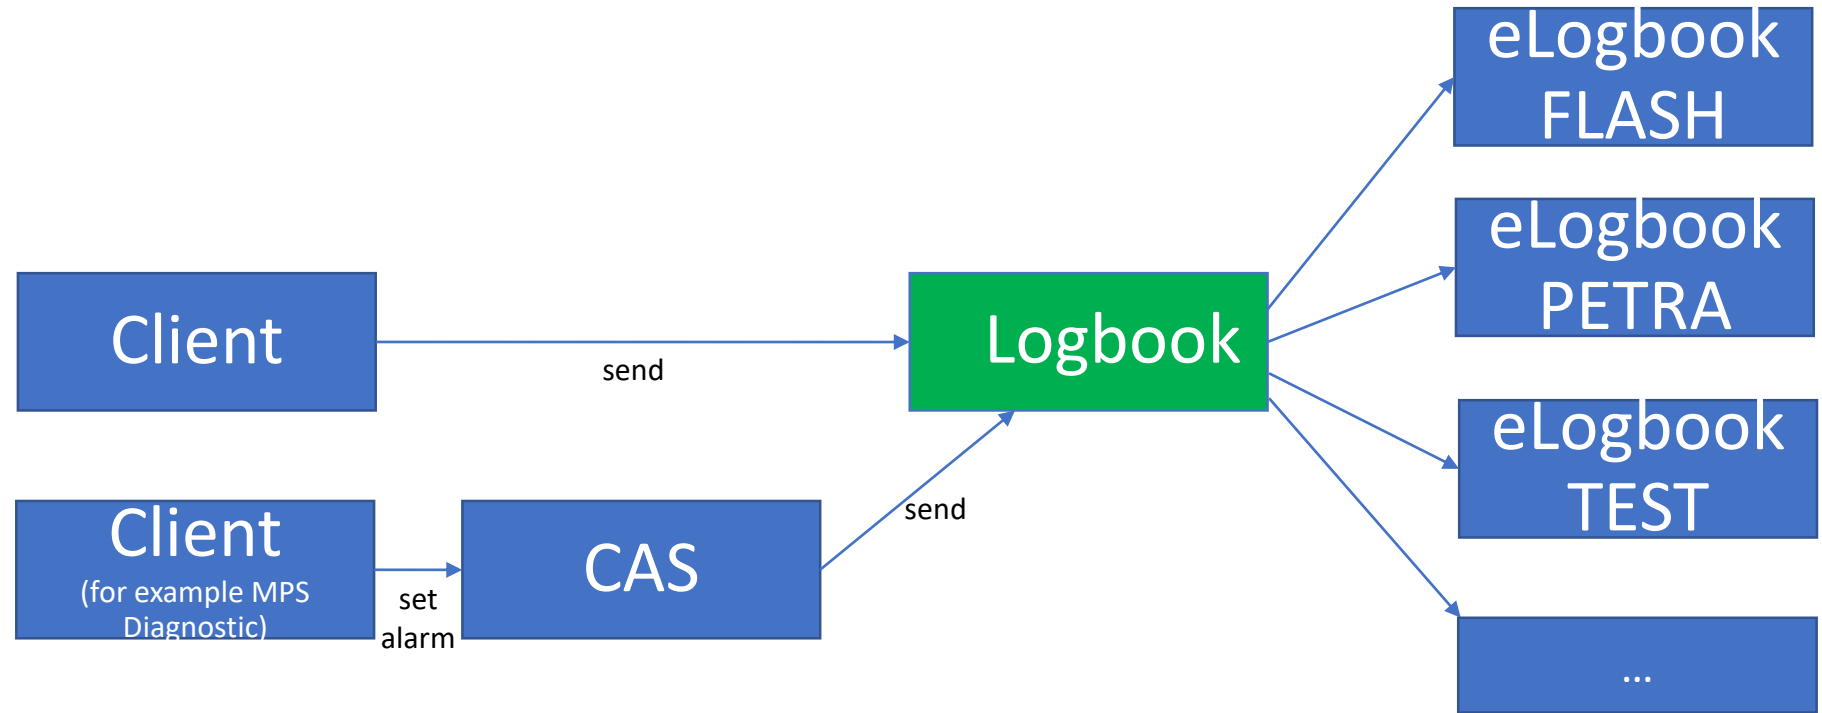 eLogbook
FLASH
eLogbook
PETRA
Client
send
Logbook
eLogbook
TEST
Client
(for example MPS
Diagnostic)
set
alarm
CAS
send
...